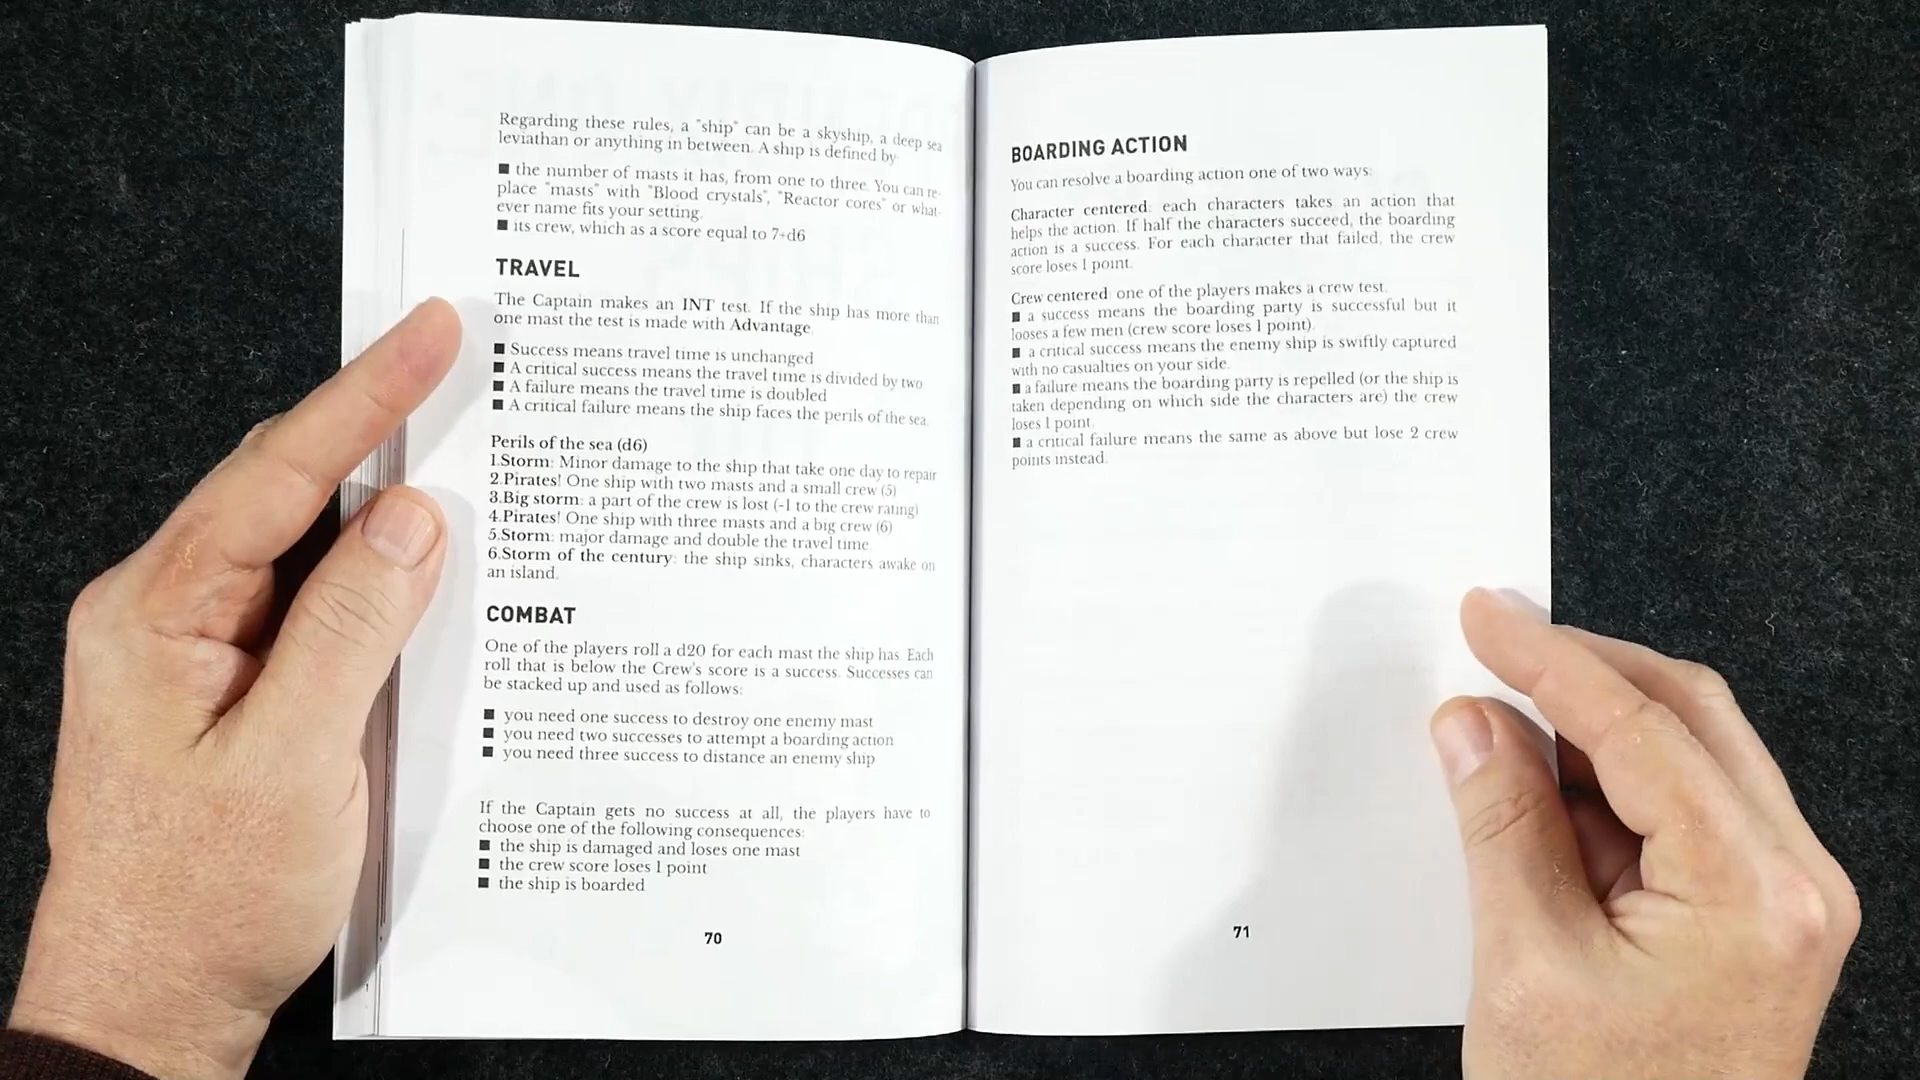 Regarding these rules, a "ship" can be a skyship, a deep sea
leviathan or anything in between. A ship is defined by
■ the number of masts it has, from one to three. You can re-
place "masts" with "Blood crystals", "Reactor cores" or what-
ever name fits your setting.
■ its crew, which as a score equal to 7+d6
TRAVEL
The Captain makes an INT test. If the ship has more than
one mast the test is made with Advantage.
■ Success means travel time is unchanged
■ A critical success means the travel time is divided by two
■ A failure means the travel time is doubled
■ A critical failure means the ship faces the perils of the sea.
Perils of the sea (d6)
1.Storm: Minor damage to the ship that take one day to repair
2.Pirates! One ship with two masts and a small crew (5)
3.Big storm: a part of the crew is lost (-1 to the crew rating)
4.Pirates! One ship with three masts and a big crew (6)
5.Storm: major damage and double the travel time
6.Storm of the century: the ship sinks, characters awake on
an island.
COMBAT
One of the players roll a d20 for each mast the ship has. Each
roll that is below the Crew's score is a success. Successes can
be stacked up and used as follows:
■ you need one success to destroy one enemy mast
■ you need two successes to attempt a boarding action
■ you need three success to distance an enemy ship
If the Captain gets no success at all, the players have to
choose one of the following consequences:
■ the ship is damaged and loses one mast
■ the crew score loses 1 point
■ the ship is boarded
70
BOARDING ACTION
You can resolve a boarding action one of two ways:
Character centered: each characters takes an action that
helps the action. If half the characters succeed, the boarding
action is a success. For each character that failed, the crew
score loses 1 point.
Crew centered: one of the players makes a crew test.
■ a success means the boarding party is successful but it
looses a few men (crew score loses 1 point).
■ a critical success means the enemy ship is swiftly captured
with no casualties on your side.
■ a failure means the boarding party is repelled (or the ship is
taken depending on which side the characters are) the crew
loses 1 point.
■ a critical failure means the same as above but lose 2 crew
points instead.
71